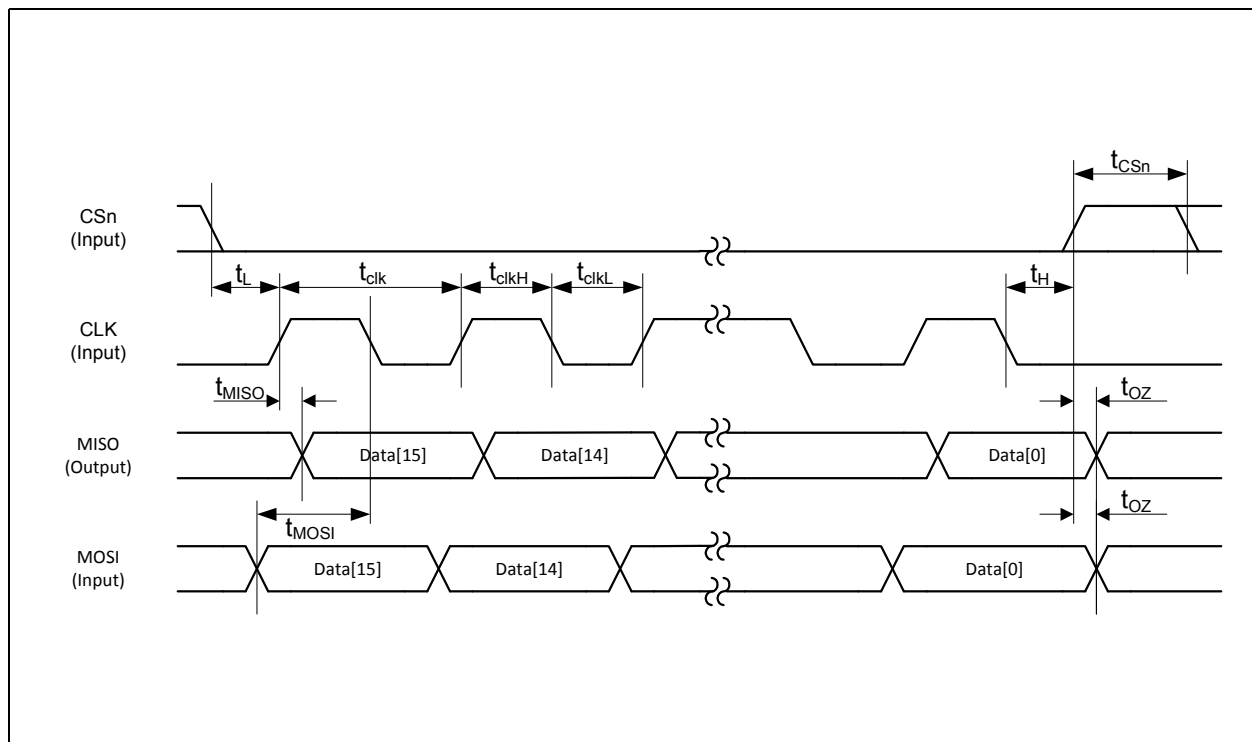 tCSn
CSn
(Input)
tL
tclk
tclkH
tclkL
tH
CLK
(Input)
tMISO
tOZ
MISO
(Output)
Data[15]
Data[14]
Data[0]
tMOSI
tOZ
MOSI
(Input)
Data[15]
Data[14]
Data[0]